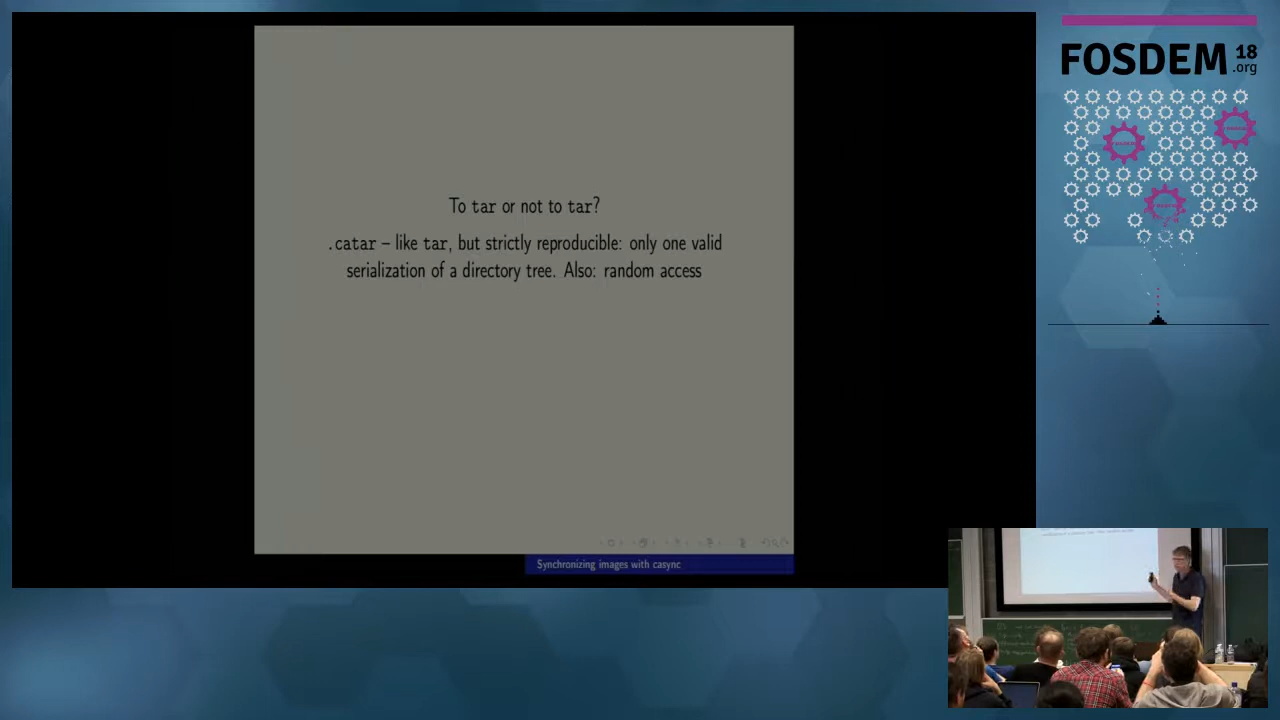 To tar or not to tar?
.catar – like tar, but strictly reproducible: only one valid
serialization of a directory tree. Also: random access
Synchronizing images with casync
FOSDEM 18
.org